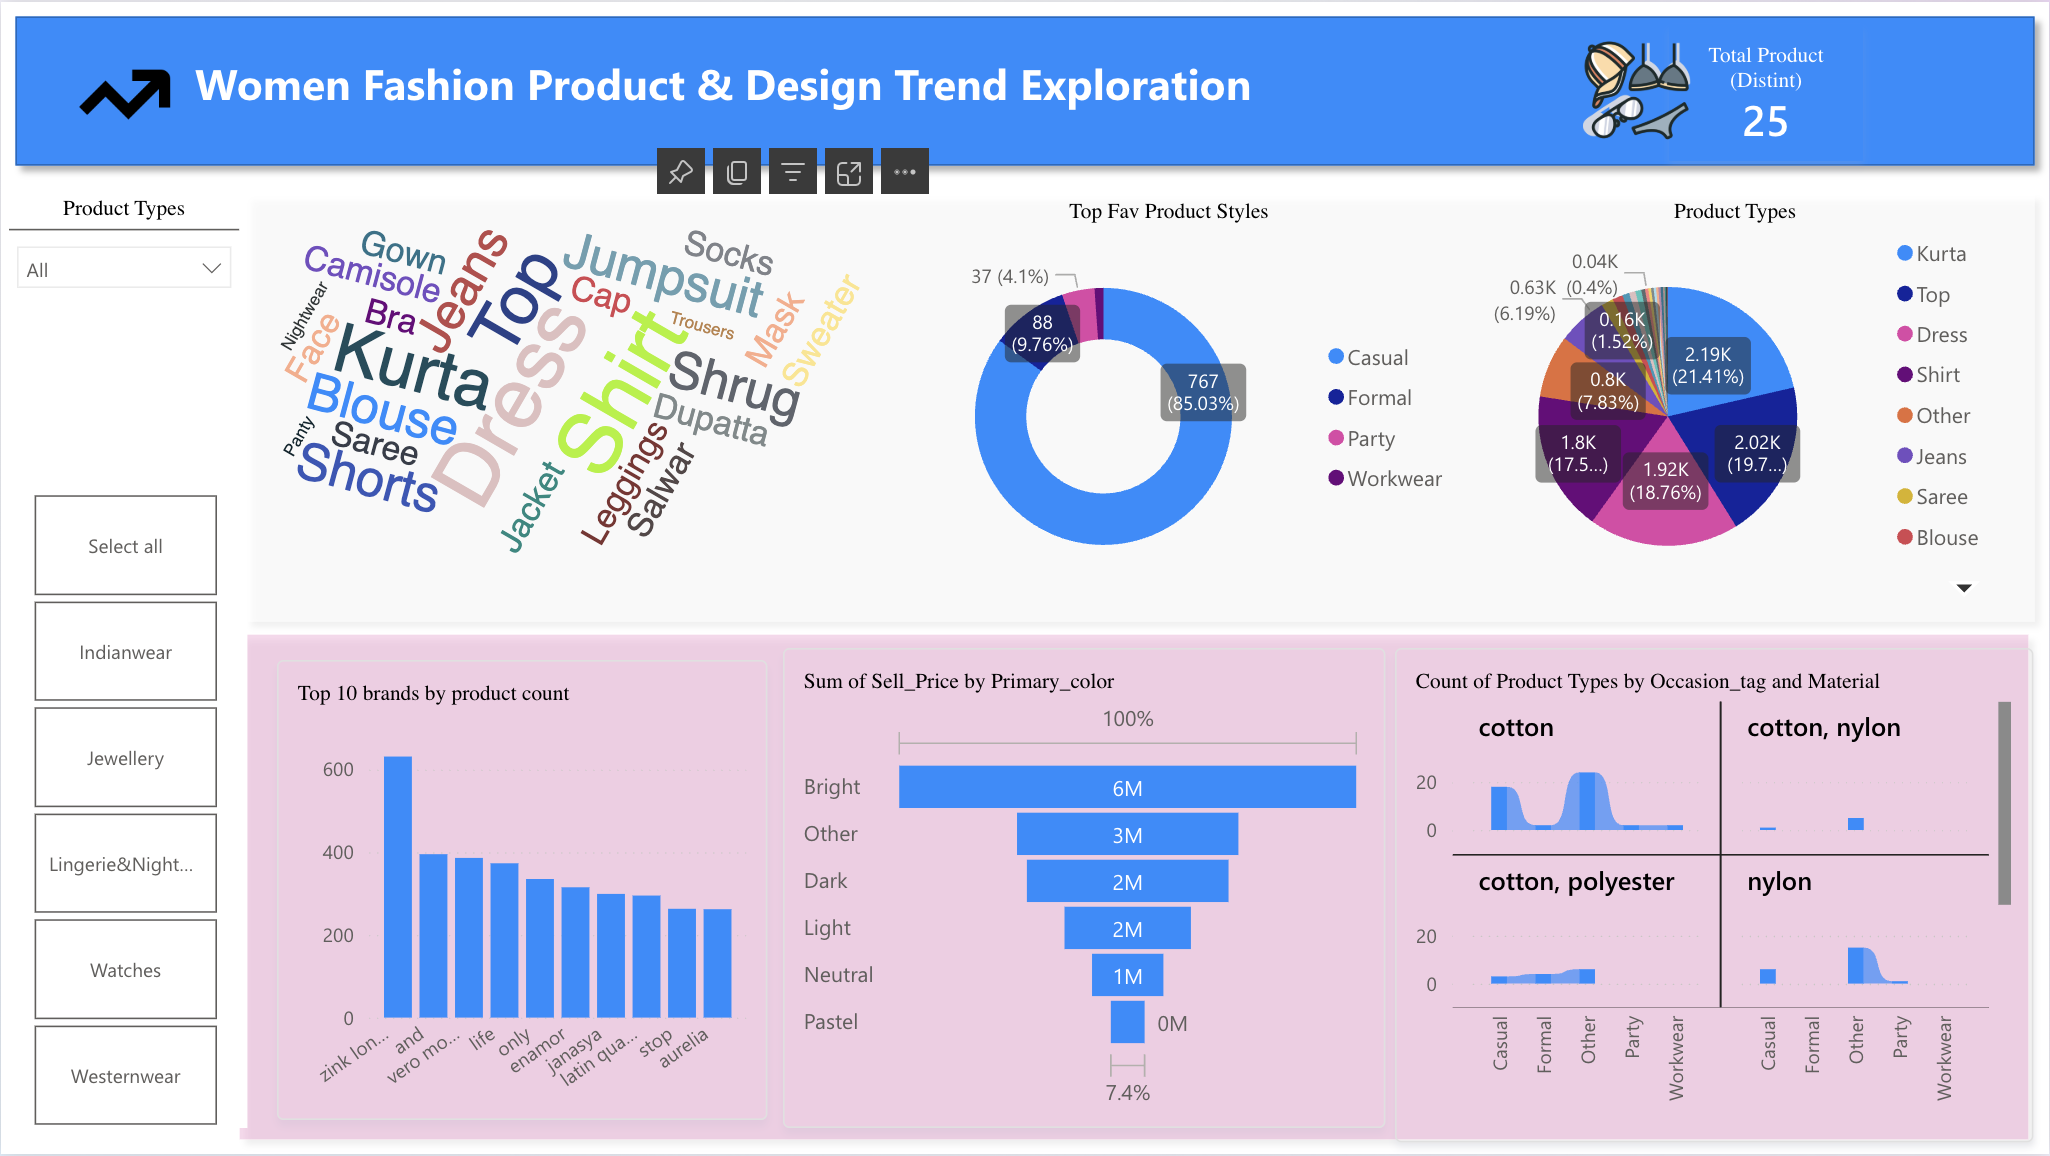 Women Fashion Product & Design Trend Exploration
Total Product
(Distint)
25
Product Types
All
Select all
Indianwear
Jewellery
Lingerie&Night...
Watches
Westernwear
Gown
Camisole
Jeans
Top
Jumpsuit
Socks
Cap
Bra
Nightwear
Face
Kurta
Trousers
Mask
Sweater
Dress
Shirt
Shrug
Blouse
Dupatta
Panty
Saree
Shorts
Jacket
Leggings
Salwar
Top Fav Product Styles
37 (4.1%)
88
(9.76%)
767
(85.03%)
Casual
Formal
Party
Workwear
Product Types
0.04K
(0.4%)
0.63K
(6.19%)
0.16K
(1.52%)
2.19K
(21.41%)
0.8K
(7.83%)
1.8K
(17.5...)
2.02K
(19.7...)
1.92K
(18.76%)
Kurta
Top
Dress
Shirt
Other
Jeans
Saree
Blouse
Top 10 brands by product count
600
400
200
0
zink lon...
and
vero mo...
life
only
enamor
janasya
latin qua...
stop
aurelia
Sum of Sell_Price by Primary_color
100%
Bright 6M
Other 3M
Dark 2M
Light 2M
Neutral 1M
Pastel 0M
7.4%
Count of Product Types by Occasion_tag and Material
cotton
cotton, nylon
20
0
cotton, polyester
nylon
20
0
Casual
Formal
Other
Party
Workwear
Casual
Formal
Other
Party
Workwear